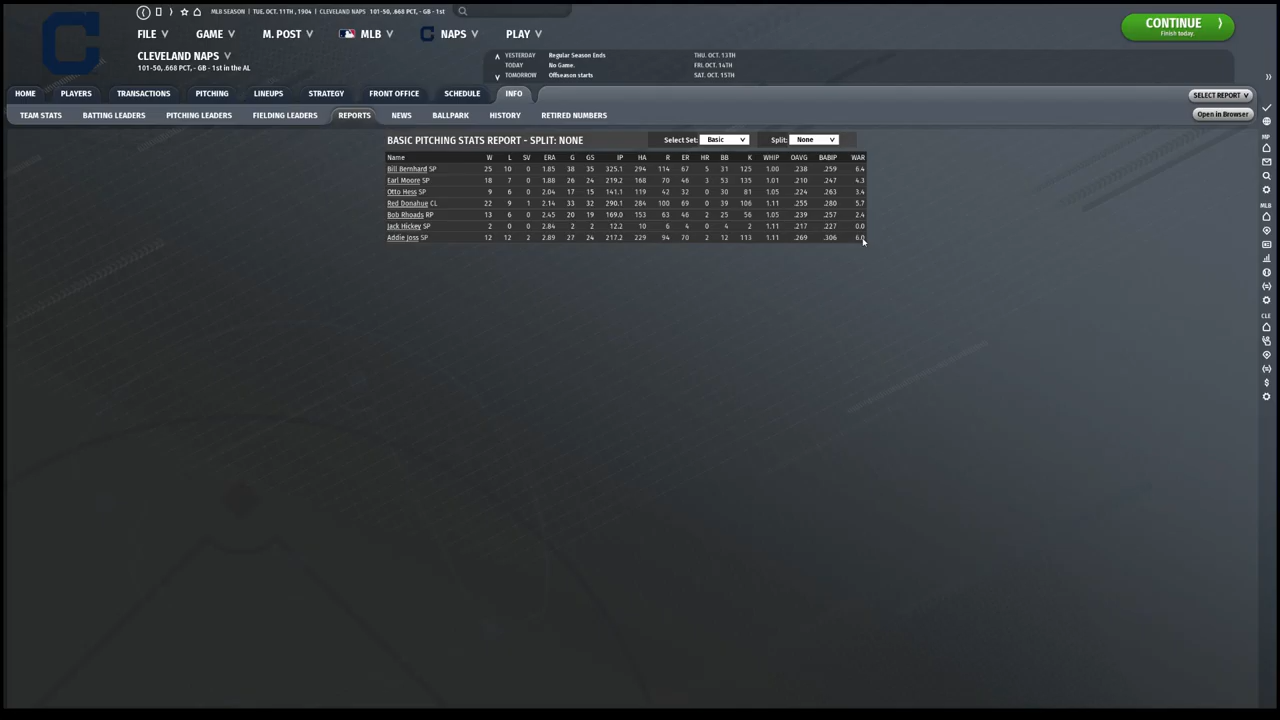 MLB SEASON | TUE. OCT. 11TH, 1904 | CLEVELAND NAPS 101-50, .668 PCT, - GB - 1st
FILE GAME M. POST MLB NAPS PLAY
CONTINUE
Finish today.
CLEVELAND NAPS
101-50, .668 PCT, - GB - 1st in the AL
YESTERDAY Regular Season Ends THU. OCT. 13TH
TODAY No Game. FRI. OCT. 14TH
TOMORROW Offseason starts SAT. OCT. 15TH
HOME PLAYERS TRANSACTIONS PITCHING LINEUPS STRATEGY FRONT OFFICE SCHEDULE INFO
SELECT REPORT
TEAM STATS BATTING LEADERS PITCHING LEADERS FIELDING LEADERS REPORTS NEWS BALLPARK HISTORY RETIRED NUMBERS
Open in Browser
BASIC PITCHING STATS REPORT - SPLIT: NONE Select Set: Basic Split: None
Name W L SV ERA G GS IP HA R ER HR BB K WHIP OAVG BABIP WAR
Bill Bernhard SP 25 10 0 1.85 38 35 325.1 294 114 67 5 31 125 1.00 .238 .259 6.4
Earl Moore SP 18 7 0 1.88 26 24 219.2 168 70 46 3 53 135 1.01 .210 .247 4.3
Otto Hess SP 9 6 0 2.04 17 15 141.1 119 42 32 0 30 81 1.05 .224 .263 3.4
Red Donahue CL 22 9 1 2.14 33 32 290.1 284 100 69 0 39 106 1.11 .255 .280 5.7
Bob Rhoads RP 13 6 0 2.45 20 19 169.0 153 63 46 2 25 56 1.05 .239 .257 2.4
Jack Hickey SP 2 0 0 2.84 2 2 12.2 10 6 4 0 4 2 1.11 .217 .227 0.0
Addie Joss SP 12 12 2 2.89 27 24 217.2 229 94 70 2 12 113 1.11 .269 .306 6.0
MP
MLB
CLE